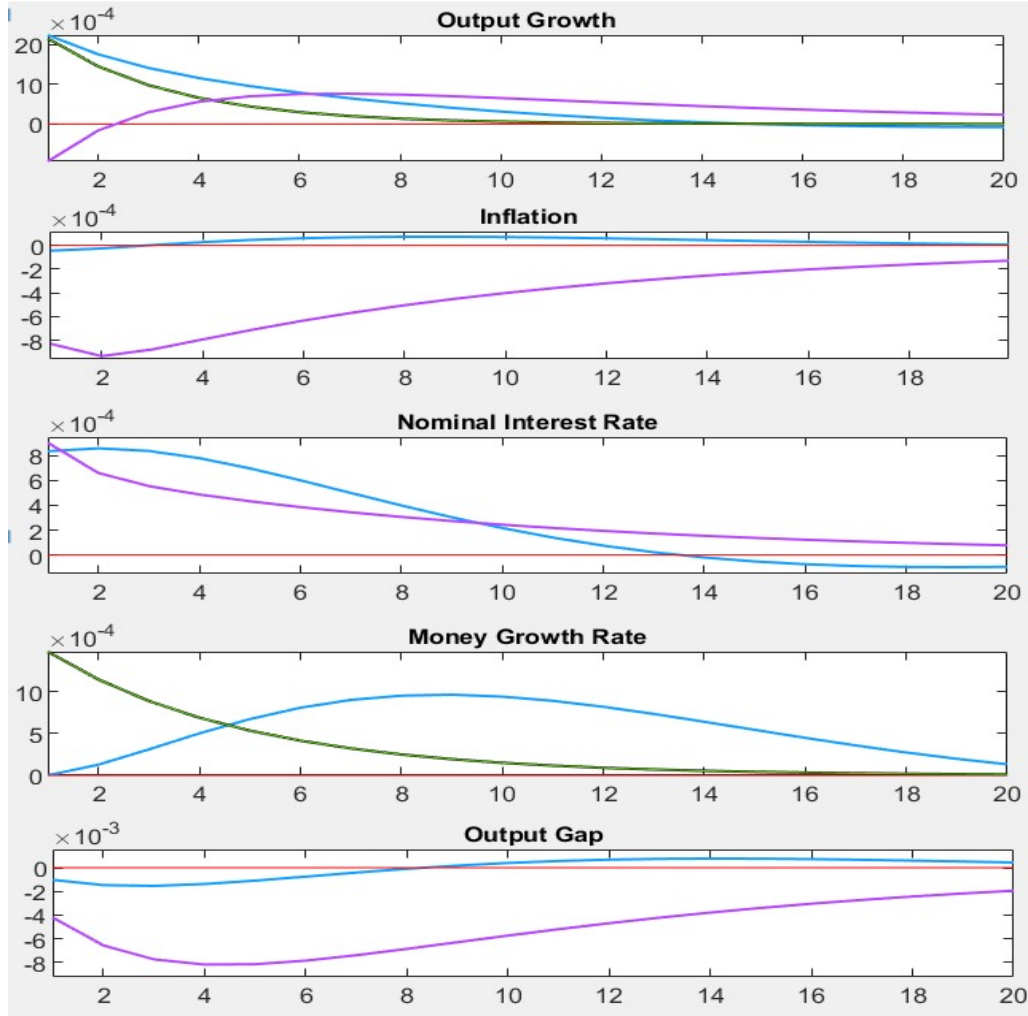 ×10⁻⁴
Output Growth
20
10
0
2 4 6 8 10 12 14 16 18 20
×10⁻⁴
Inflation
0
-2
-4
-6
-8
2 4 6 8 10 12 14 16 18
Nominal Interest Rate
×10⁻⁴
8
6
4
2
0
2 4 6 8 10 12 14 16 18 20
×10⁻⁴
Money Growth Rate
10
5
0
2 4 6 8 10 12 14 16 18 20
×10⁻³
Output Gap
0
-2
-4
-6
-8
2 4 6 8 10 12 14 16 18 20